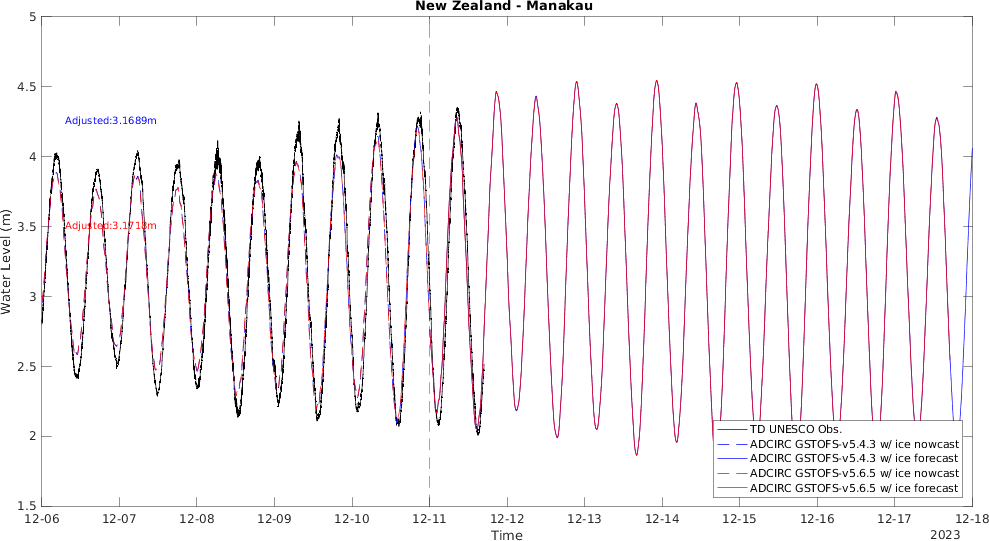 New Zealand - Manakau
5
4.5
4
3.5
3
2.5
2
1.5
Water Level (m)
Adjusted:3.1689m
Adjusted:3.1713m
TD UNESCO Obs.
ADCIRC GSTOFS-v5.4.3 w/ ice nowcast
ADCIRC GSTOFS-v5.4.3 w/ ice forecast
ADCIRC GSTOFS-v5.6.5 w/ ice nowcast
ADCIRC GSTOFS-v5.6.5 w/ ice forecast
12-06 12-07 12-08 12-09 12-10 12-11 12-12 12-13 12-14 12-15 12-16 12-17 12-18
Time
2023